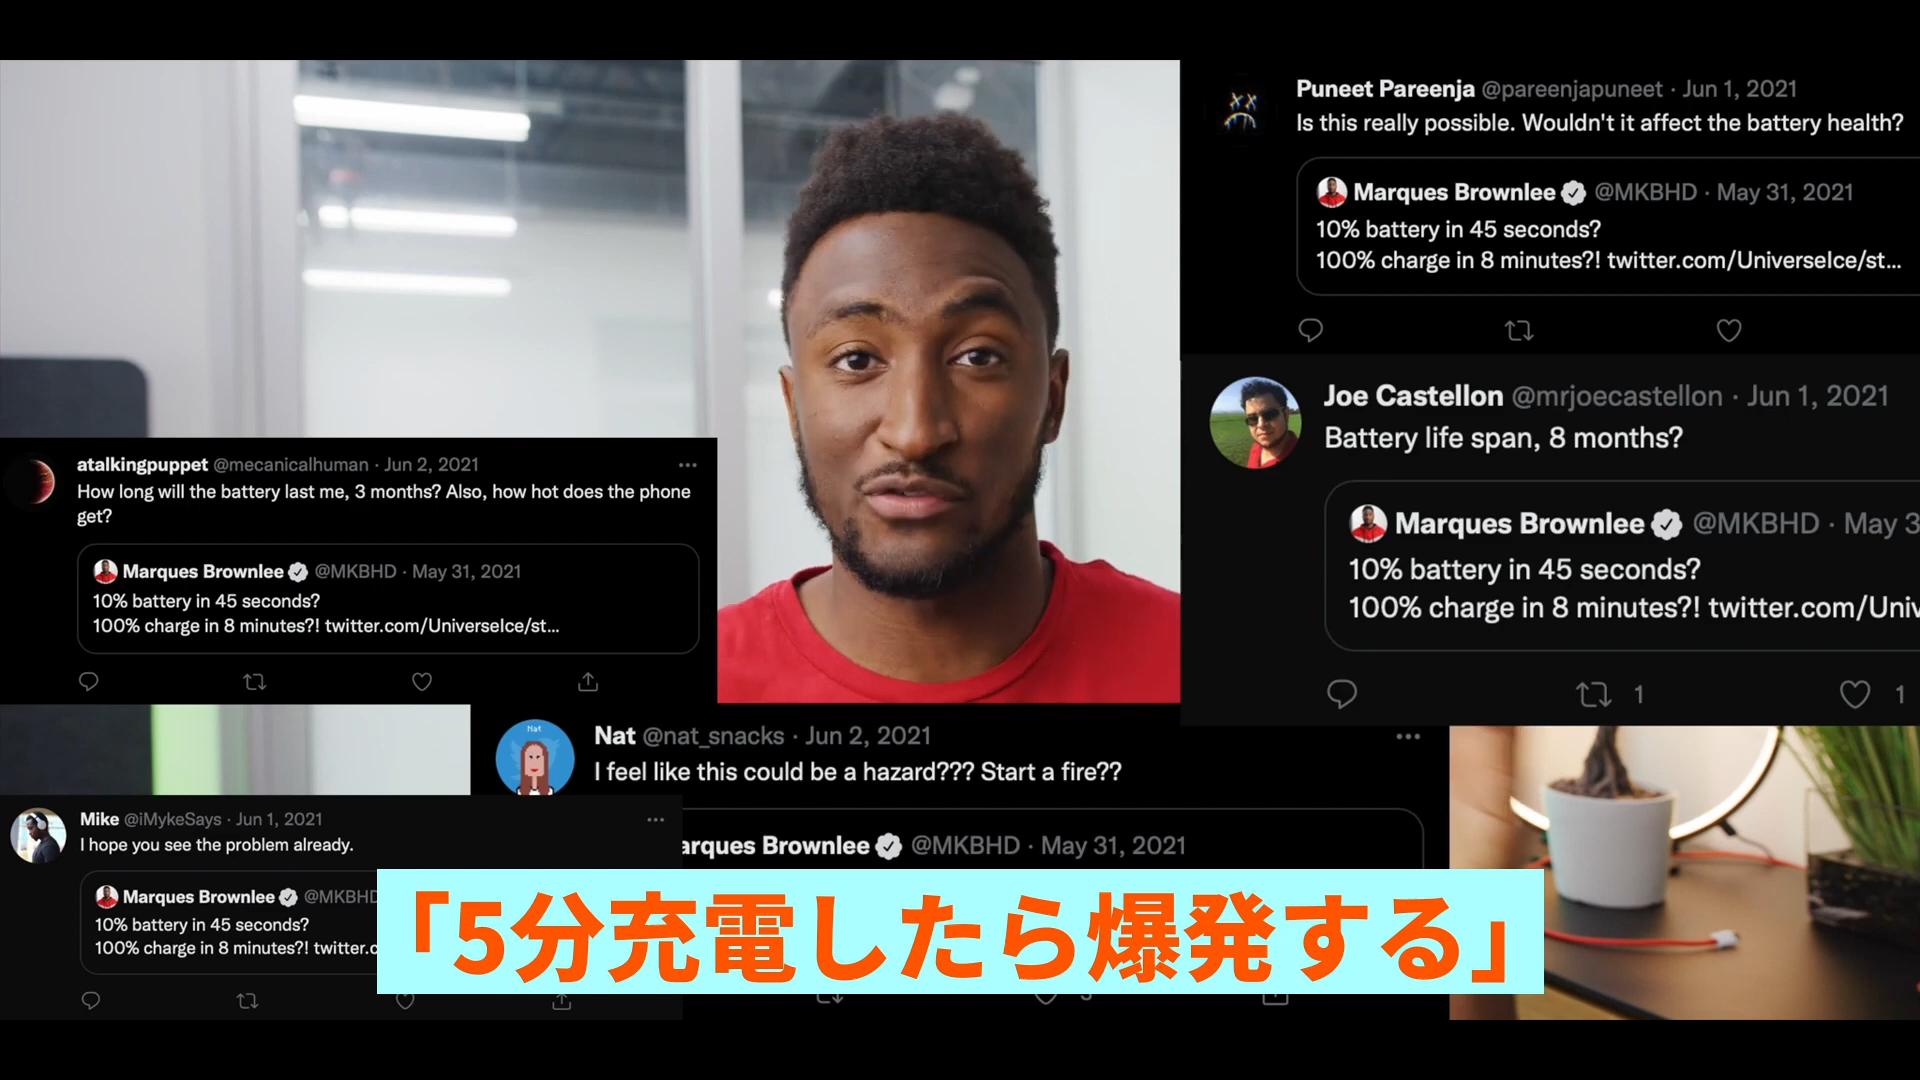 Puneet Pareenja @pareenjapuneet · Jun 1, 2021
Is this really possible. Wouldn't it affect the battery health?
Marques Brownlee @MKBHD · May 31, 2021
10% battery in 45 seconds?
100% charge in 8 minutes?! twitter.com/UniverseIce/st...
Joe Castellon @mrjoecastellon · Jun 1, 2021
Battery life span, 8 months?
Marques Brownlee @MKBHD · May 3
10% battery in 45 seconds?
100% charge in 8 minutes?! twitter.com/Univ
1
1
atalkingpuppet @mecanicalhuman · Jun 2, 2021
How long will the battery last me, 3 months? Also, how hot does the phone
get?
Marques Brownlee @MKBHD · May 31, 2021
10% battery in 45 seconds?
100% charge in 8 minutes?! twitter.com/UniverseIce/st...
Nat
Nat @nat_snacks · Jun 2, 2021
I feel like this could be a hazard??? Start a fire??
arques Brownlee @MKBHD · May 31, 2021
Mike @iMykeSays · Jun 1, 2021
I hope you see the problem already.
Marques Brownlee @MKBHD
10% battery in 45 seconds?
100% charge in 8 minutes?! twitter.c
「5分充電したら爆発する」